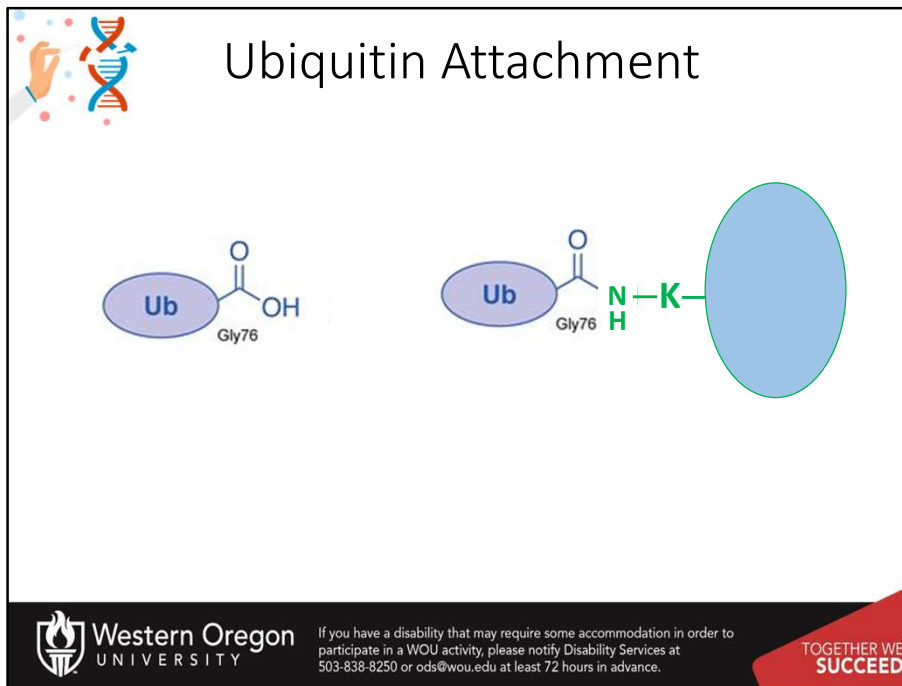 Ubiquitin Attachment
O
Ub
OH
Gly76
O
Ub
Gly76
N
H
K
Western Oregon
UNIVERSITY
If you have a disability that may require some accommodation in order to
participate in a WOU activity, please notify Disability Services at
503-838-8250 or ods@wou.edu at least 72 hours in advance.
TOGETHER WE
SUCCEED